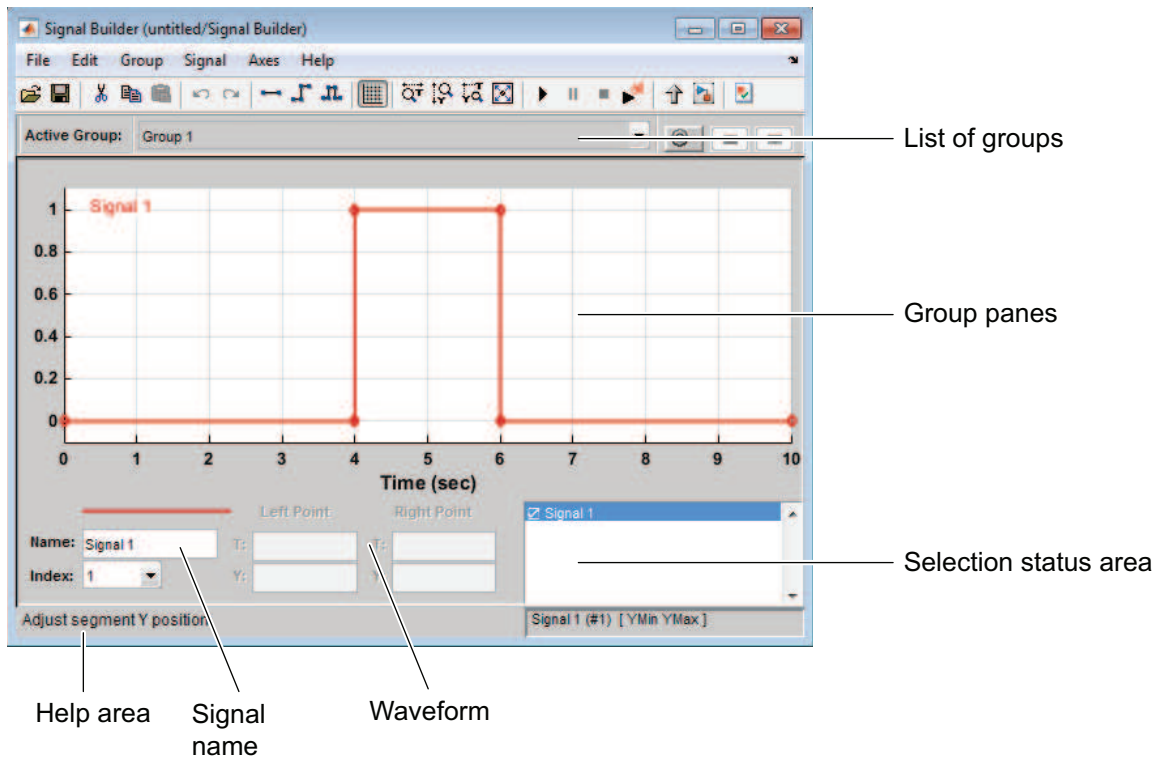 Signal Builder (untitled/Signal Builder)
File Edit Group Signal Axes Help
Active Group: Group 1
List of groups
Signal 1
1
0.8
0.6
0.4
0.2
0
Group panes
0 1 2 3 4 5 6 7 8 9 10
Time (sec)
Left Point Right Point
Signal 1
Name: Signal 1 T: T:
Index: 1 Y: Y
Selection status area
Adjust segment Y position
Signal 1 (#1) [ YMin YMax ]
Help area
Signal
name
Waveform